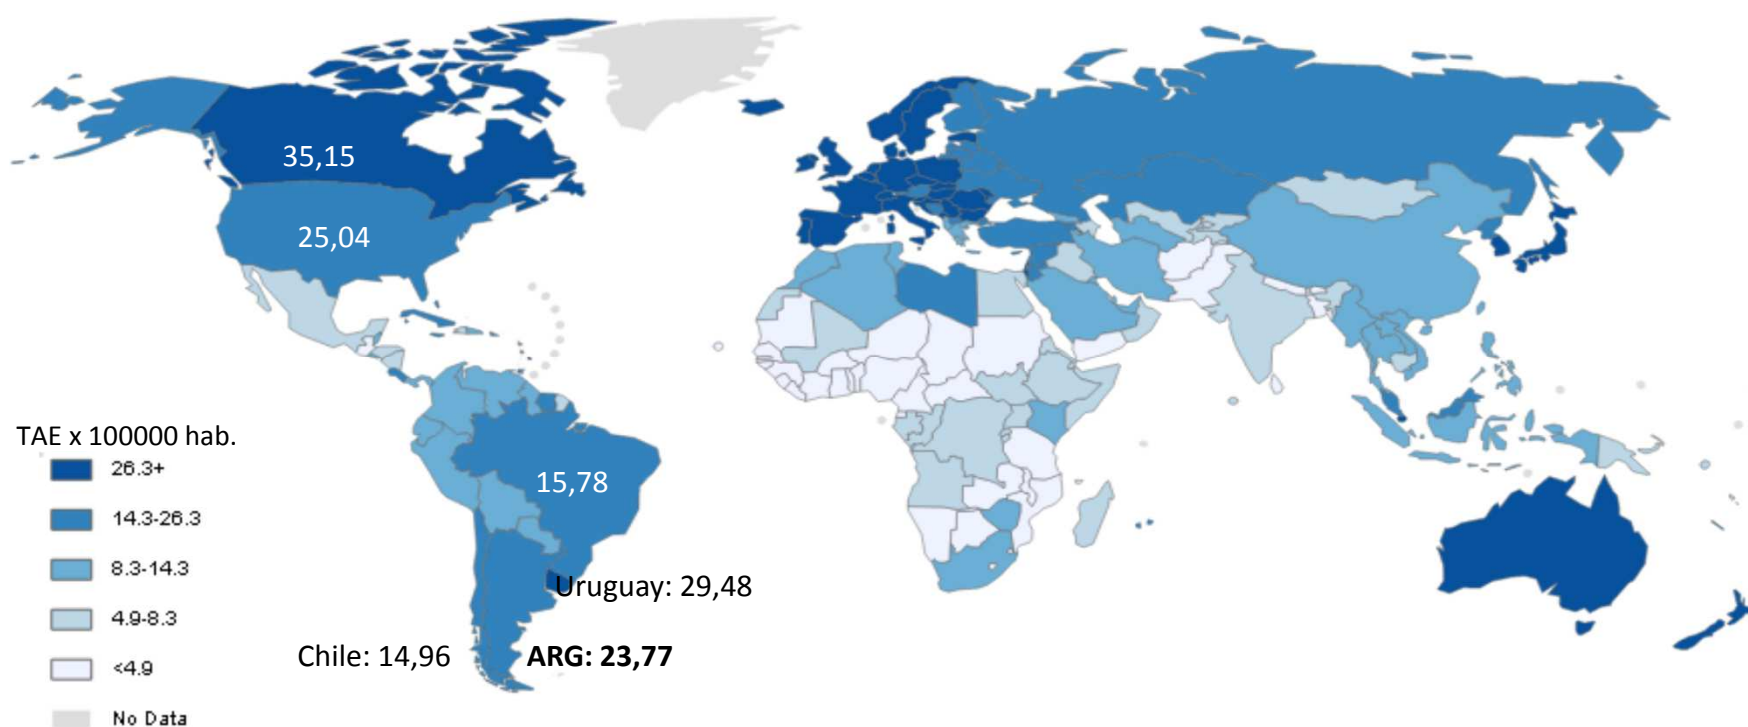 35,15
25,04
TAE x 100000 hab.
26.3+
14.3-26.3
8.3-14.3
4.9-8.3
<4.9
No Data
15,78
Uruguay: 29,48
Chile: 14,96
ARG: 23,77